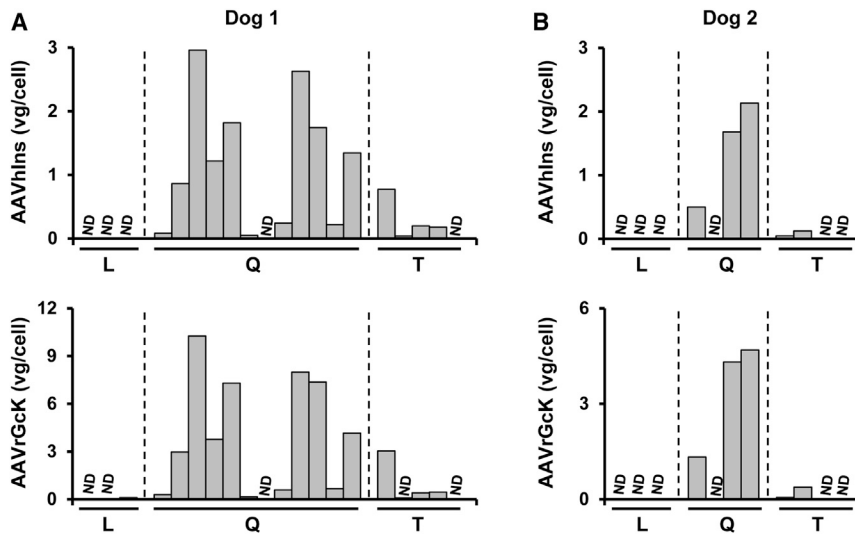 A
Dog 1
AAVhIns (vg/cell)
3
2
1
0
ND ND ND ND ND
L Q T
AAVrGcK (vg/cell)
12
9
6
3
0
ND ND ND ND ND
L Q T
B
Dog 2
AAVhIns (vg/cell)
3
2
1
0
ND ND ND ND ND ND
L Q T
AAVrGcK (vg/cell)
6
3
0
ND ND ND ND ND ND
L Q T